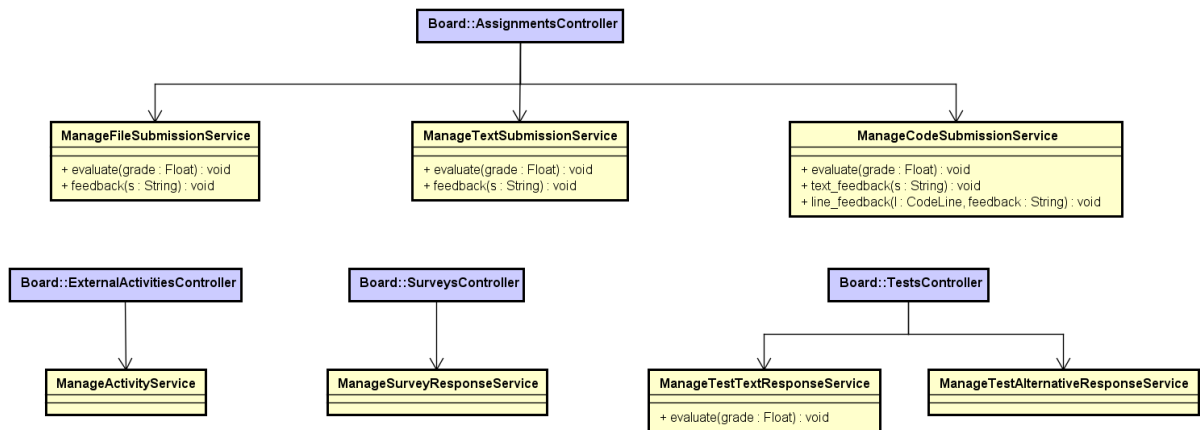 Board::AssignmentsController
ManageFileSubmissionService
+ evaluate(grade : Float) : void
+ feedback(s : String) : void
ManageTextSubmissionService
+ evaluate(grade : Float) : void
+ feedback(s : String) : void
ManageCodeSubmissionService
+ evaluate(grade : Float) : void
+ text_feedback(s : String) : void
+ line_feedback(l : CodeLine, feedback : String) : void
Board::ExternalActivitiesController
Board::SurveysController
Board::TestsController
ManageActivityService
ManageSurveyResponseService
ManageTestTextResponseService
+ evaluate(grade : Float) : void
ManageTestAlternativeResponseService